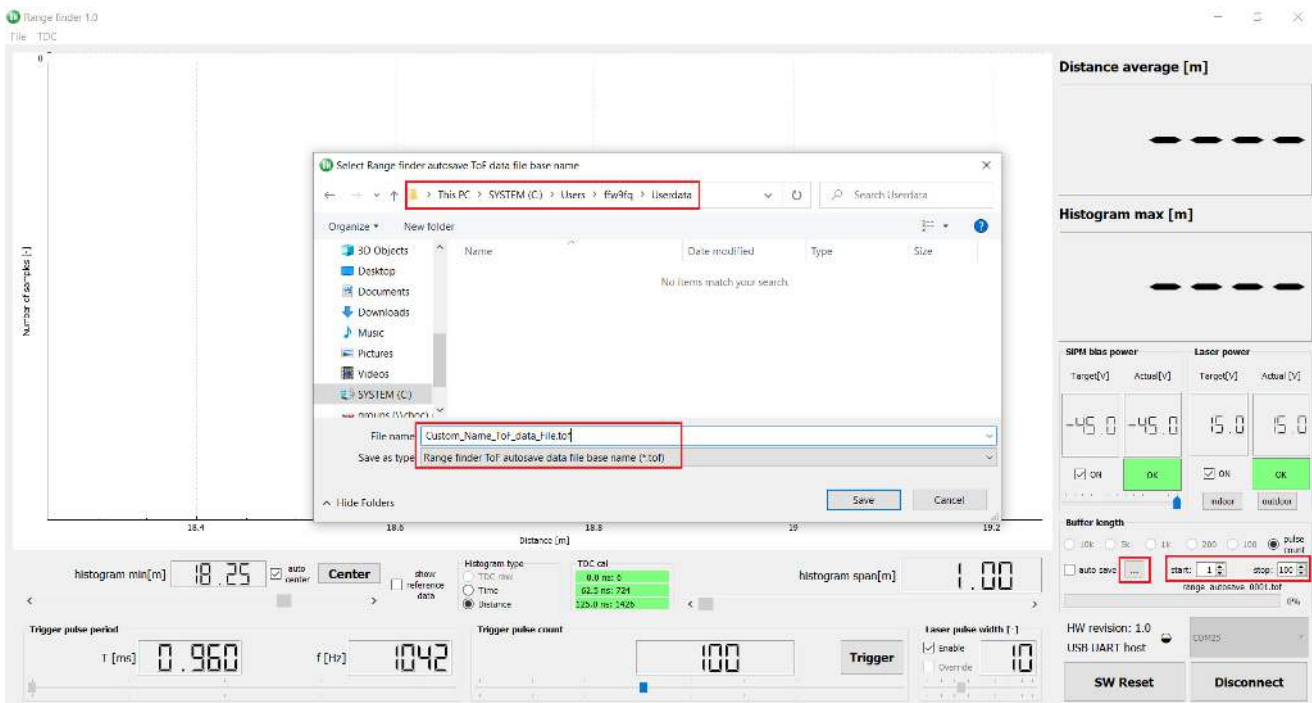 Range finder 1.0
File TDC
0
Number of samples [-]
18.4
18.6
18.8
19
19.2
Distance [m]
Select Range finder autosave ToF data file base name
This PC > SYSTEM (C:) > Users > ffw9fq > Userdata
Search Userdata
Organize
New folder
3D Objects
Desktop
Documents
Downloads
Music
Pictures
Videos
SYSTEM (C:)
Name
Date modified
Type
Size
No items match your search.
File name
Custom_Name_ToF_data_File.tof
Save as type
Range finder ToF autosave data file base name (*.tof)
Hide Folders
Save
Cancel
Distance average [m]
----
Histogram max [m]
----
SiPM bias power
Laser power
Target[V]
Actual[V]
Target[V]
Actual [V]
-45.0
-45.0
15.0
15.0
ON
OK
ON
OK
indoor
outdoor
Buffer length
10k
5k
1k
200
100
pulse count
auto save
...
start: 1
stop: 100
range_autosave_0001.tof
0%
histogram min[m]
18.25
auto center
Center
show reference data
Histogram type
TDC raw
Time
Distance
TDC cal
0.0 ns: 6
62.5 ns: 724
125.0 ns: 1426
histogram span[m]
1.00
Trigger pulse period
T [ms]
0.960
f [Hz]
1042
Trigger pulse count
100
Trigger
Laser pulse width [-]
Enable
Override
10
HW revision: 1.0
USB UART host
COM25
SW Reset
Disconnect